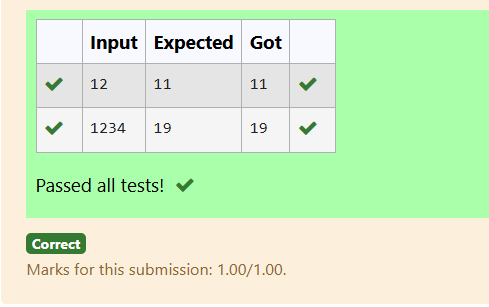 Input Expected Got
12 11 11
1234 19 19
Passed all tests!
Correct
Marks for this submission: 1.00/1.00.